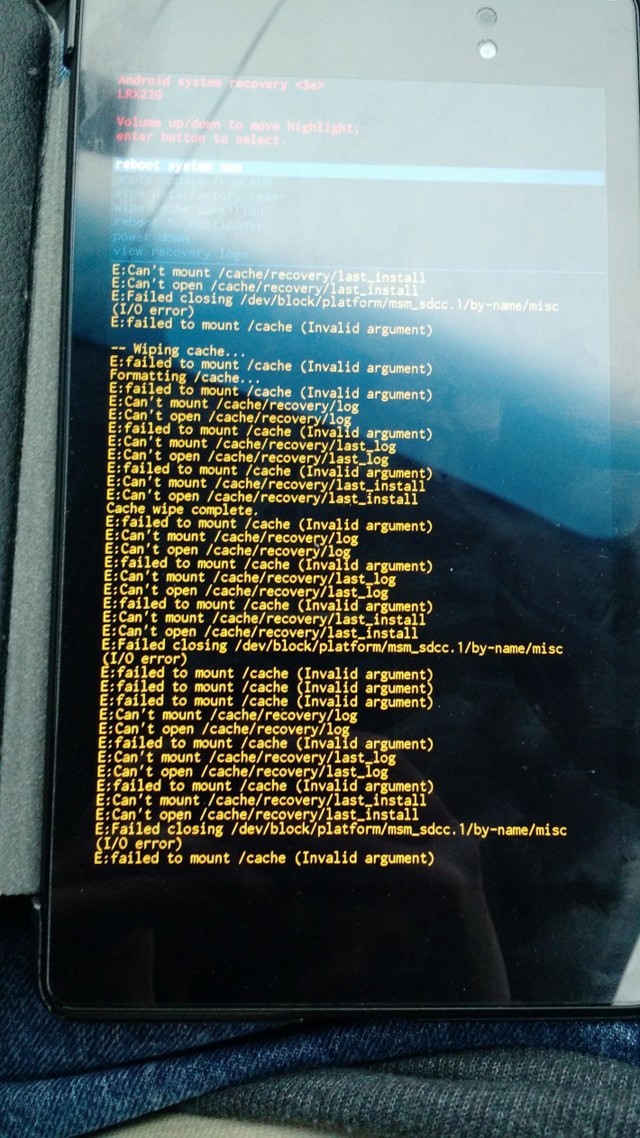 Android system recovery <3e>
LRX22G
Volume up/down to move highlight;
enter button to select.
reboot system now
apply update from ADB
wipe data/factory reset
wipe cache partition
reboot to bootloader
power down
view recovery logs
E:Can't mount /cache/recovery/last_install
E:Can't open /cache/recovery/last_install
E:Failed closing /dev/block/platform/msm_sdcc.1/by-name/misc
(I/O error)
E:failed to mount /cache (Invalid argument)
-- Wiping cache...
E:failed to mount /cache (Invalid argument)
Formatting /cache...
E:failed to mount /cache (Invalid argument)
E:Can't mount /cache/recovery/log
E:Can't open /cache/recovery/log
E:failed to mount /cache (Invalid argument)
E:Can't mount /cache/recovery/last_log
E:Can't open /cache/recovery/last_log
E:failed to mount /cache (Invalid argument)
E:Can't mount /cache/recovery/last_install
E:Can't open /cache/recovery/last_install
Cache wipe complete.
E:failed to mount /cache (Invalid argument)
E:Can't mount /cache/recovery/log
E:Can't open /cache/recovery/log
E:failed to mount /cache (Invalid argument)
E:Can't mount /cache/recovery/last_log
E:Can't open /cache/recovery/last_log
E:failed to mount /cache (Invalid argument)
E:Can't mount /cache/recovery/last_install
E:Can't open /cache/recovery/last_install
E:Failed closing /dev/block/platform/msm_sdcc.1/by-name/misc
(I/O error)
E:failed to mount /cache (Invalid argument)
E:failed to mount /cache (Invalid argument)
E:failed to mount /cache (Invalid argument)
E:Can't mount /cache/recovery/log
E:Can't open /cache/recovery/log
E:failed to mount /cache (Invalid argument)
E:Can't mount /cache/recovery/last_log
E:Can't open /cache/recovery/last_log
E:failed to mount /cache (Invalid argument)
E:Can't mount /cache/recovery/last_install
E:Can't open /cache/recovery/last_install
E:Failed closing /dev/block/platform/msm_sdcc.1/by-name/misc
(I/O error)
E:failed to mount /cache (Invalid argument)